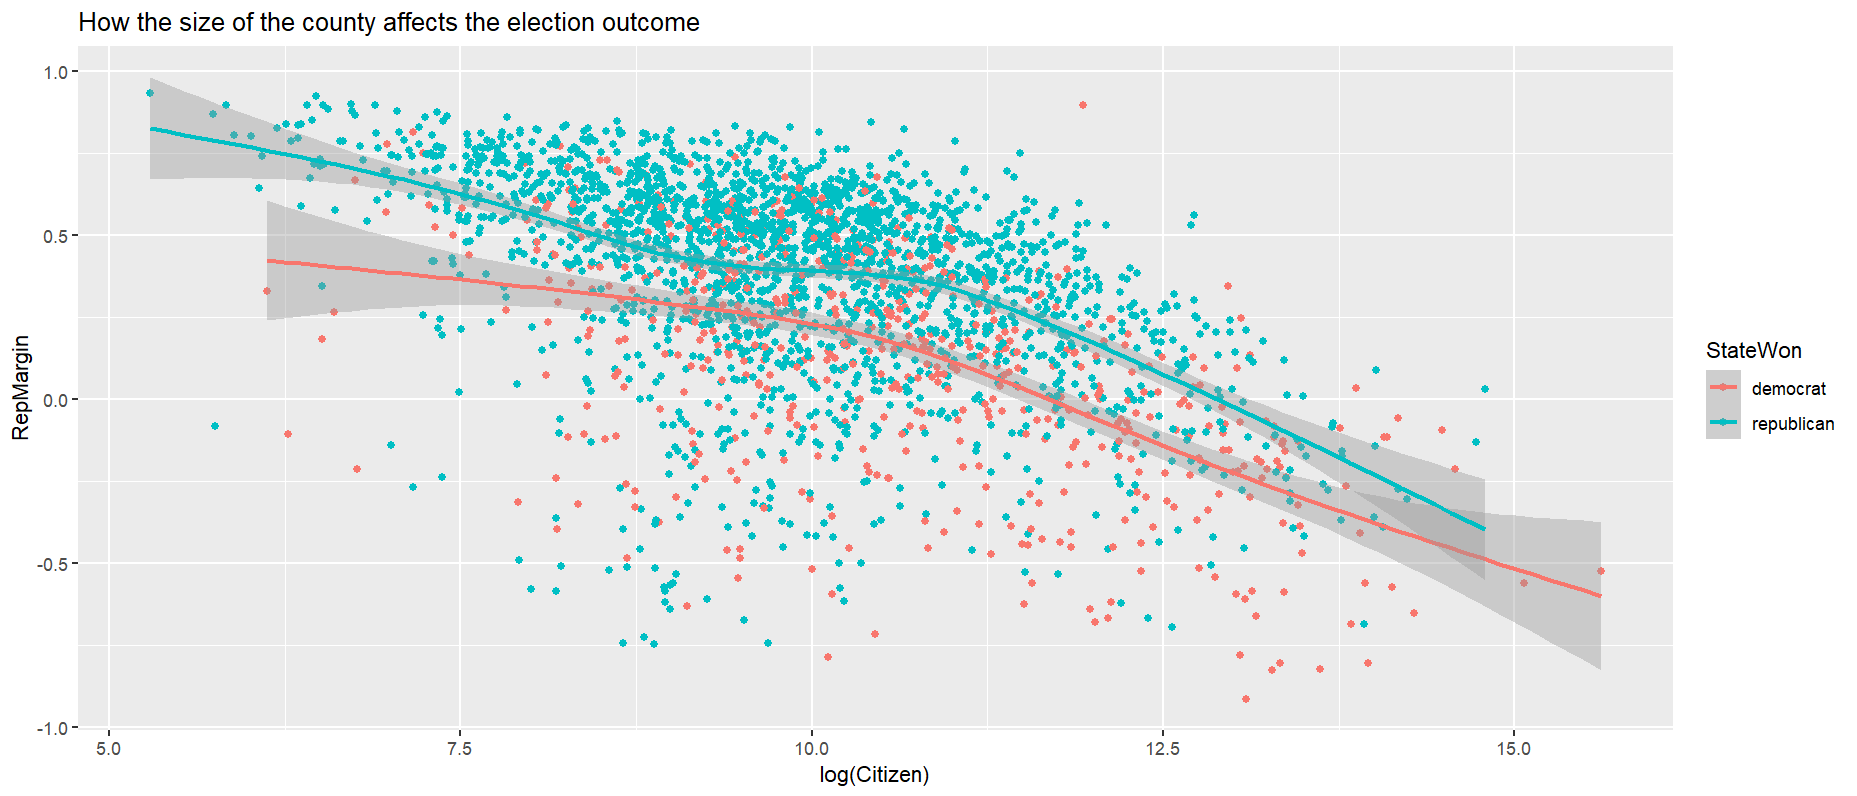 How the size of the county affects the election outcome
1.0
0.5
0.0
-0.5
-1.0
RepMargin
5.0
7.5
10.0
12.5
15.0
log(Citizen)
StateWon
democrat
republican